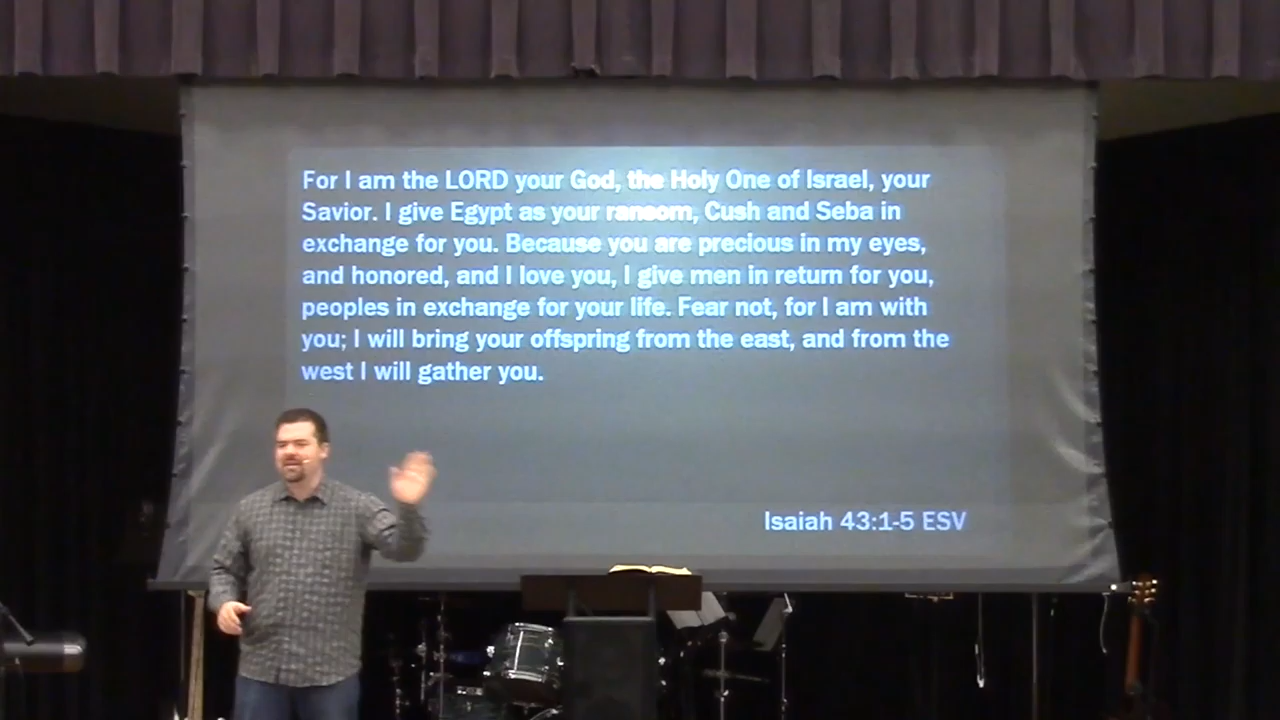 For I am the LORD your God, the Holy One of Israel, your
Savior. I give Egypt as your ransom, Cush and Seba in
exchange for you. Because you are precious in my eyes,
and honored, and I love you, I give men in return for you,
peoples in exchange for your life. Fear not, for I am with
you; I will bring your offspring from the east, and from the
west I will gather you.
Isaiah 43:1-5 ESV